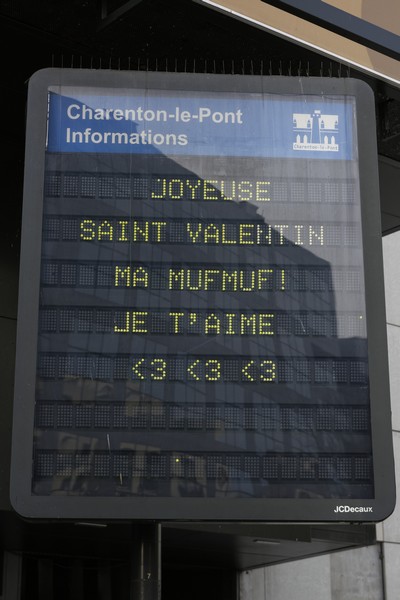 Charenton-le-Pont
Informations
Charenton-le-Pont
JOYEUSE
SAINT VALENTIN
MA MUFMUF!
JE T'AIME
<3 <3 <3
JCDecaux